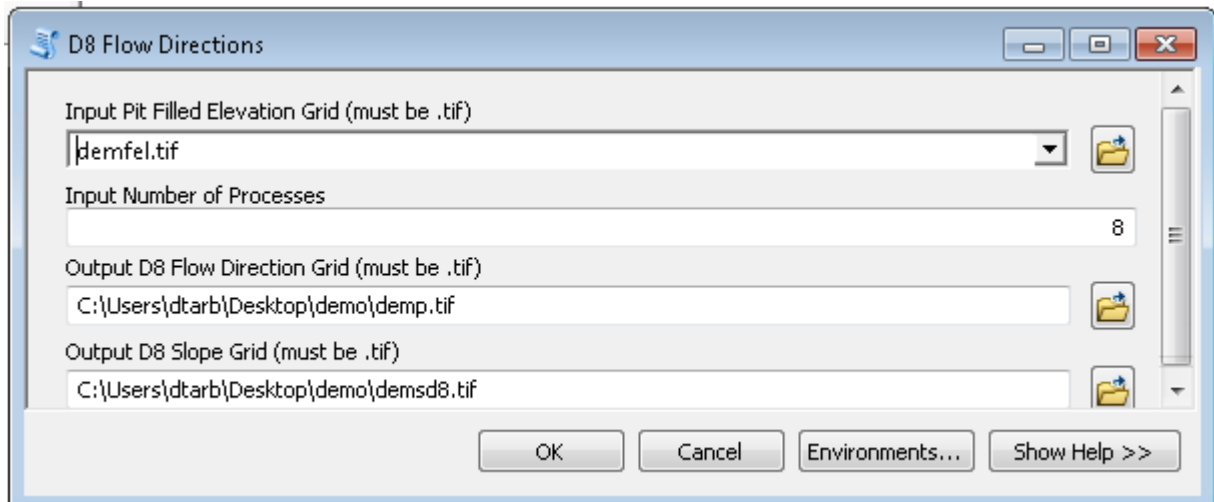 D8 Flow Directions
Input Pit Filled Elevation Grid (must be .tif)
demfel.tif
Input Number of Processes
8
Output D8 Flow Direction Grid (must be .tif)
C:\Users\dtarb\Desktop\demo\demp.tif
Output D8 Slope Grid (must be .tif)
C:\Users\dtarb\Desktop\demo\demsd8.tif
OK Cancel Environments... Show Help >>